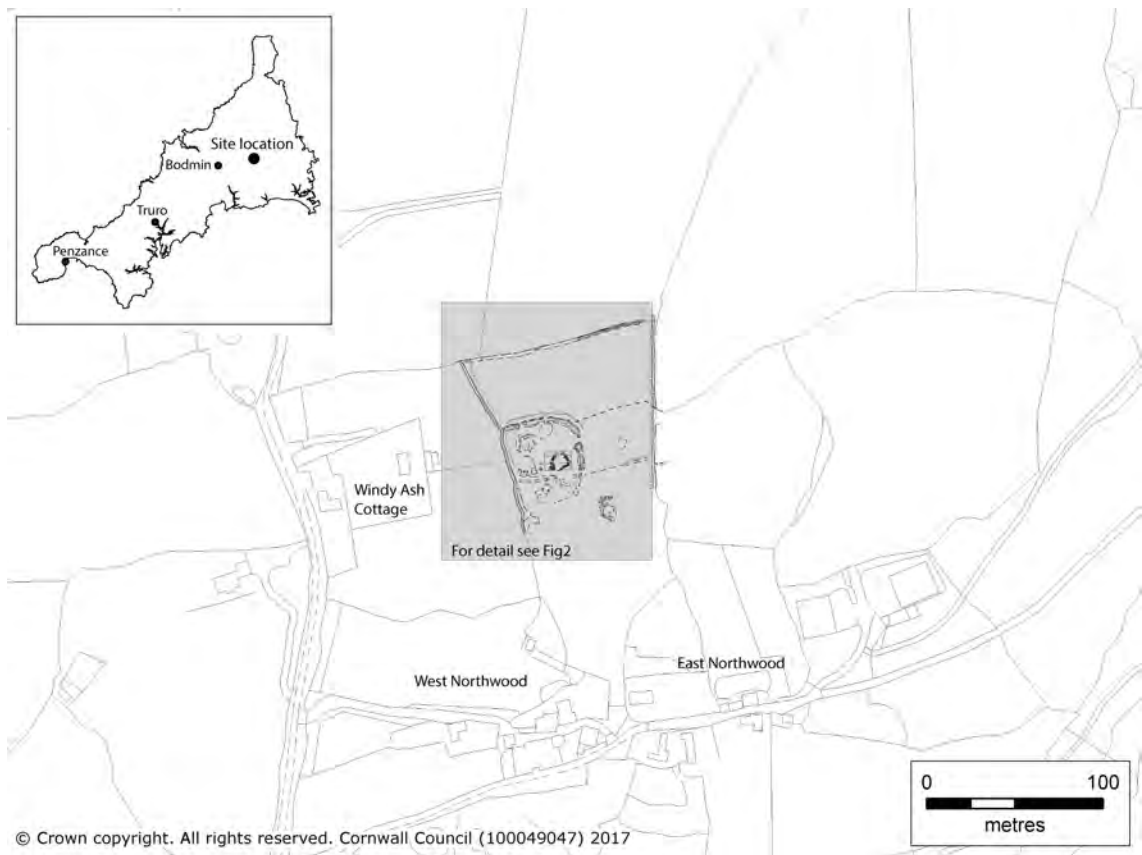 Site location
Bodmin
Truro
Penzance
Windy Ash
Cottage
For detail see Fig2
East Northwood
West Northwood
0 100
metres
© Crown copyright. All rights reserved. Cornwall Council (100049047) 2017